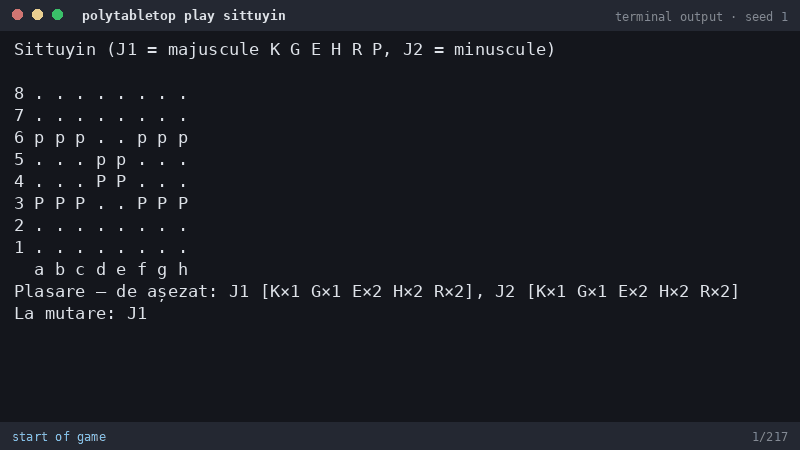 polytabletop play sittuyin
terminal output · seed 1
Sittuyin (J1 = majuscule K G E H R P, J2 = minuscule)
8 . . . . . . . .
7 . . . . . . . .
6 p p p . . p p p
5 . . . p p . . .
4 . . . P P . . .
3 P P P . . P P P
2 . . . . . . . .
1 . . . . . . . .
a b c d e f g h
Plasare — de așezat: J1 [K×1 G×1 E×2 H×2 R×2], J2 [K×1 G×1 E×2 H×2 R×2]
La mutare: J1
start of game
1/217